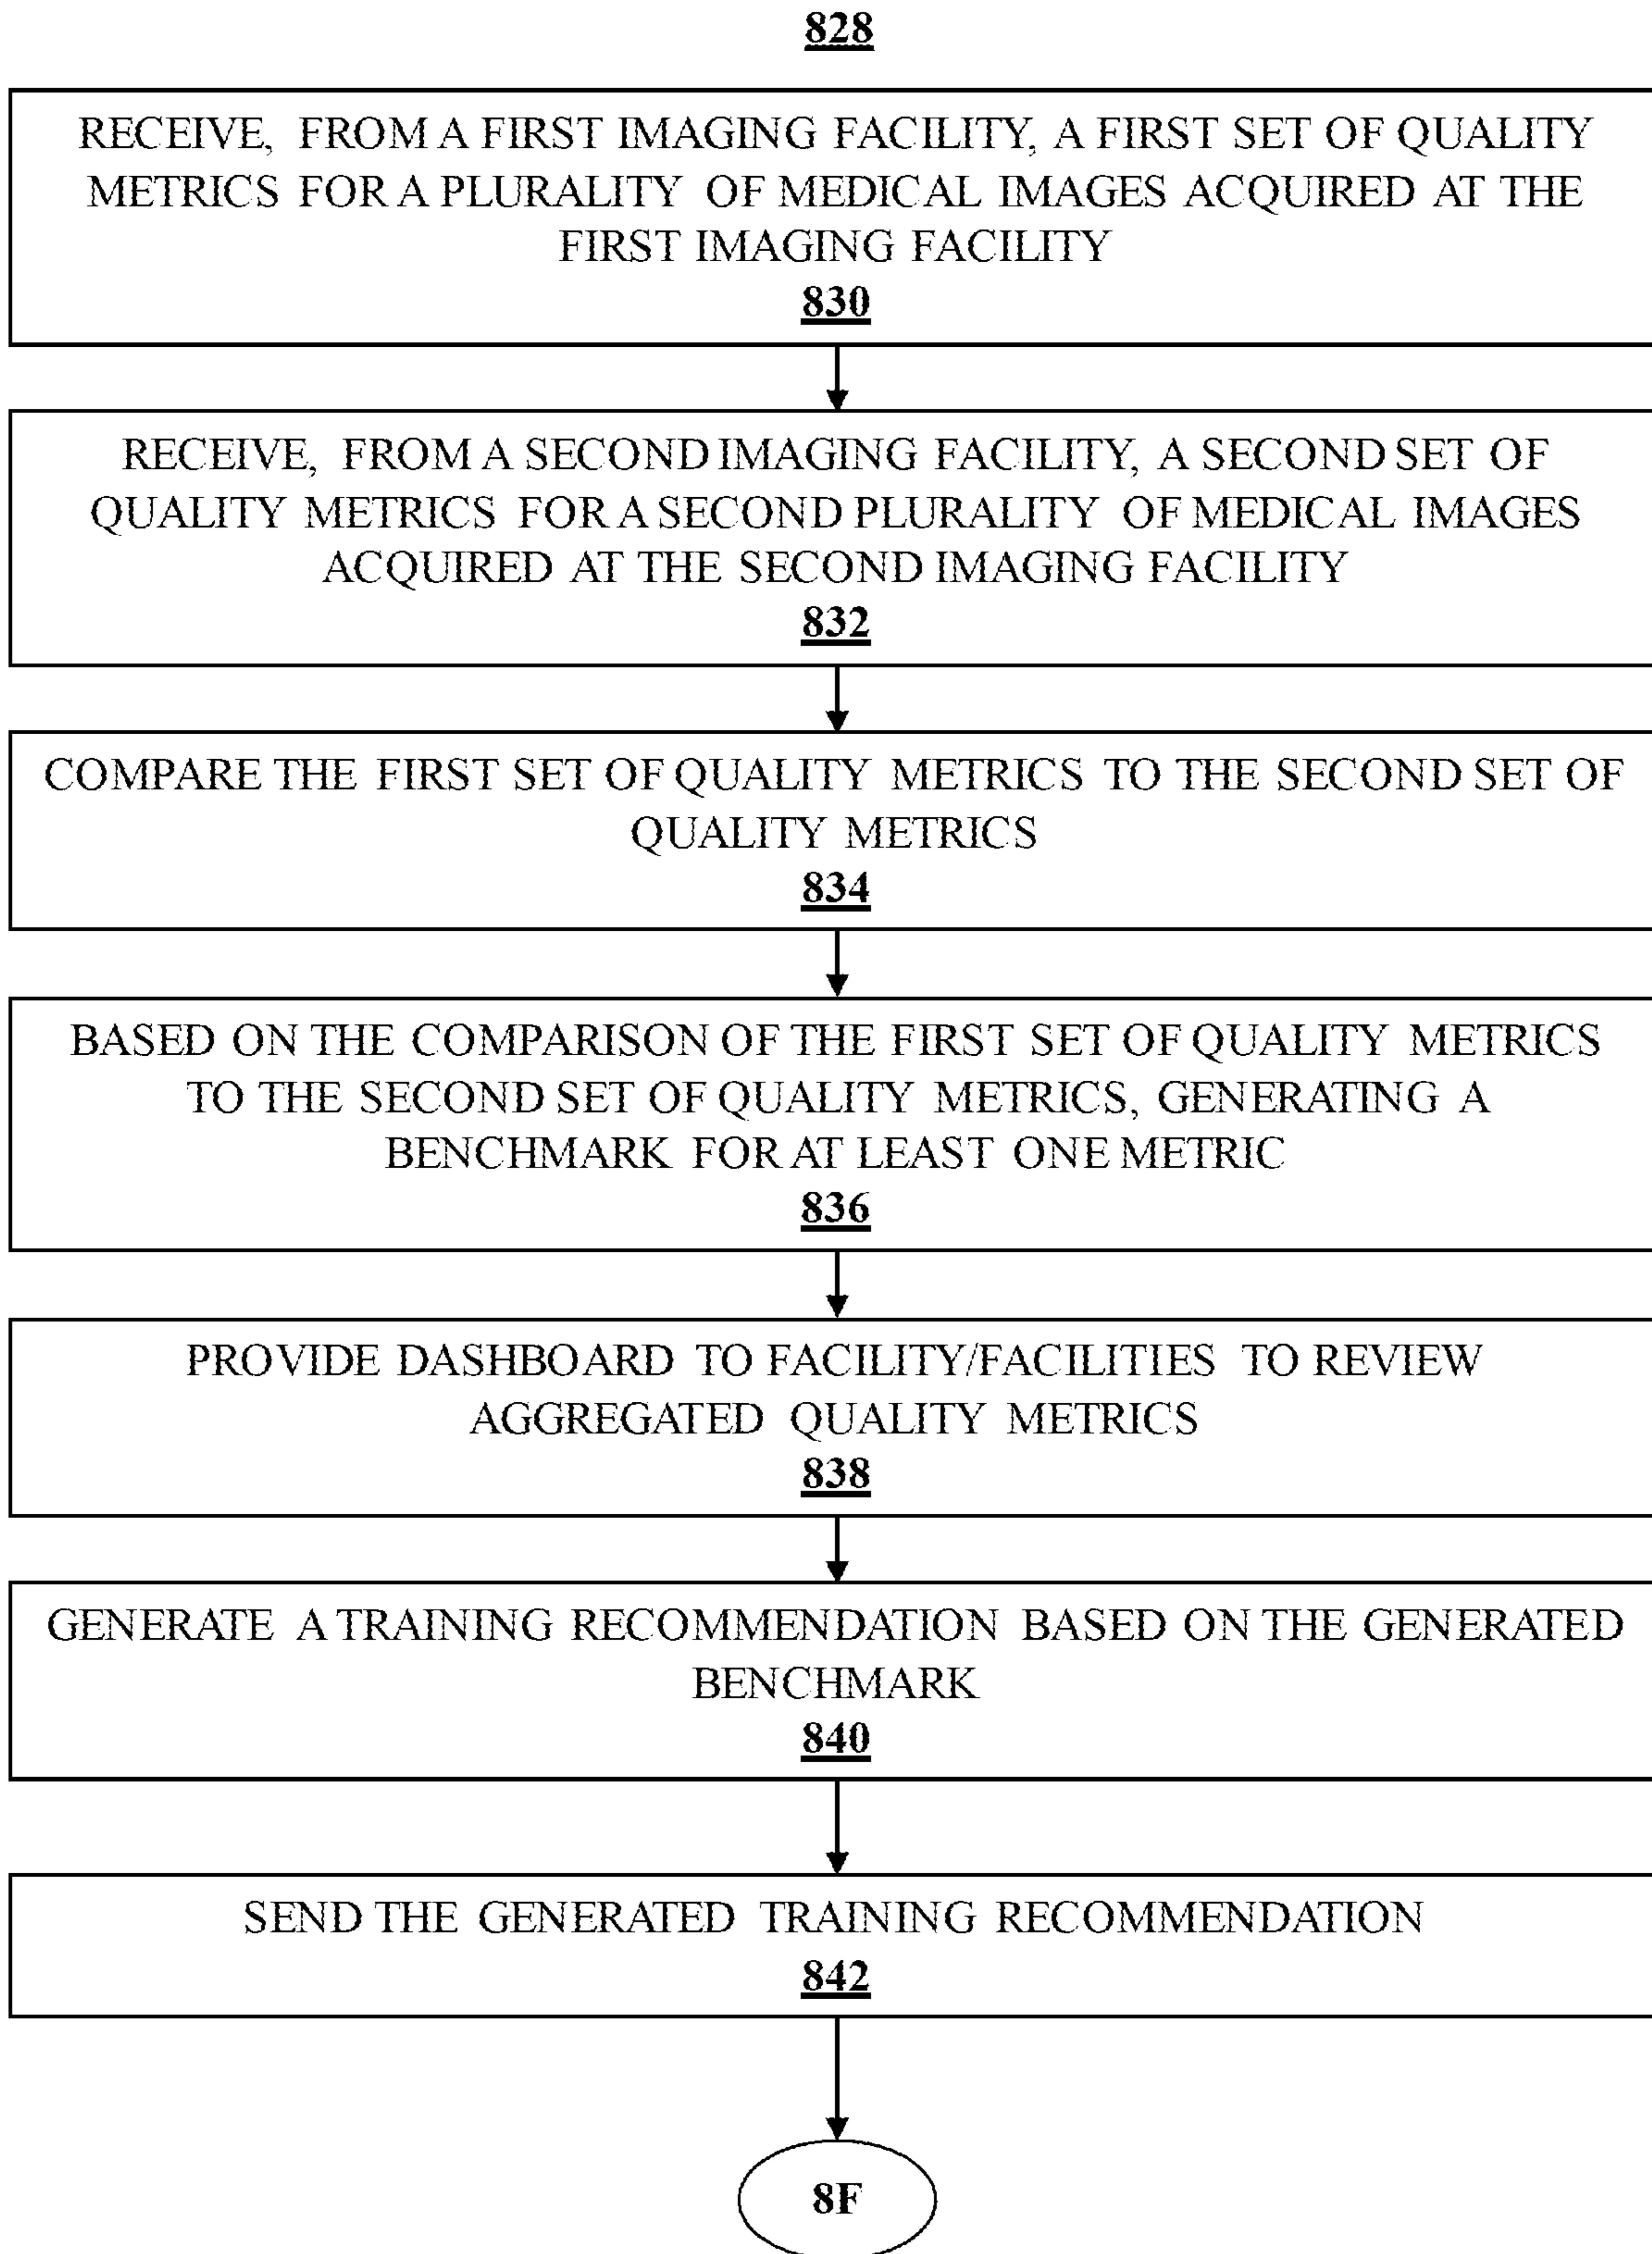 828
RECEIVE, FROM A FIRST IMAGING FACILITY, A FIRST SET OF QUALITY
METRICS FOR A PLURALITY OF MEDICAL IMAGES ACQUIRED AT THE
FIRST IMAGING FACILITY
830
RECEIVE, FROM A SECOND IMAGING FACILITY, A SECOND SET OF
QUALITY METRICS FOR A SECOND PLURALITY OF MEDICAL IMAGES
ACQUIRED AT THE SECOND IMAGING FACILITY
832
COMPARE THE FIRST SET OF QUALITY METRICS TO THE SECOND SET OF
QUALITY METRICS
834
BASED ON THE COMPARISON OF THE FIRST SET OF QUALITY METRICS
TO THE SECOND SET OF QUALITY METRICS, GENERATING A
BENCHMARK FOR AT LEAST ONE METRIC
836
PROVIDE DASHBOARD TO FACILITY/FACILITIES TO REVIEW
AGGREGATED QUALITY METRICS
838
GENERATE A TRAINING RECOMMENDATION BASED ON THE GENERATED
BENCHMARK
840
SEND THE GENERATED TRAINING RECOMMENDATION
842
8F